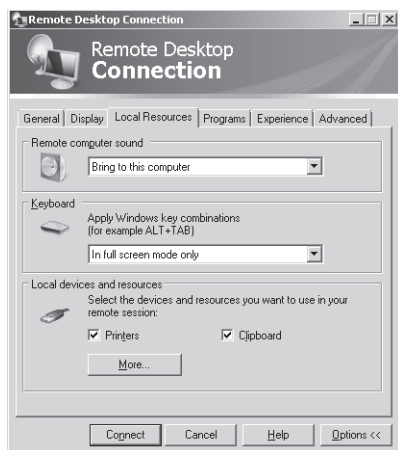 Remote Desktop Connection
Remote Desktop
Connection
General Display Local Resources Programs Experience Advanced
Remote computer sound
Bring to this computer
Keyboard
Apply Windows key combinations
(for example ALT+TAB)
In full screen mode only
Local devices and resources
Select the devices and resources you want to use in your
remote session:
Printers Clipboard
More...
Connect Cancel Help Options <<